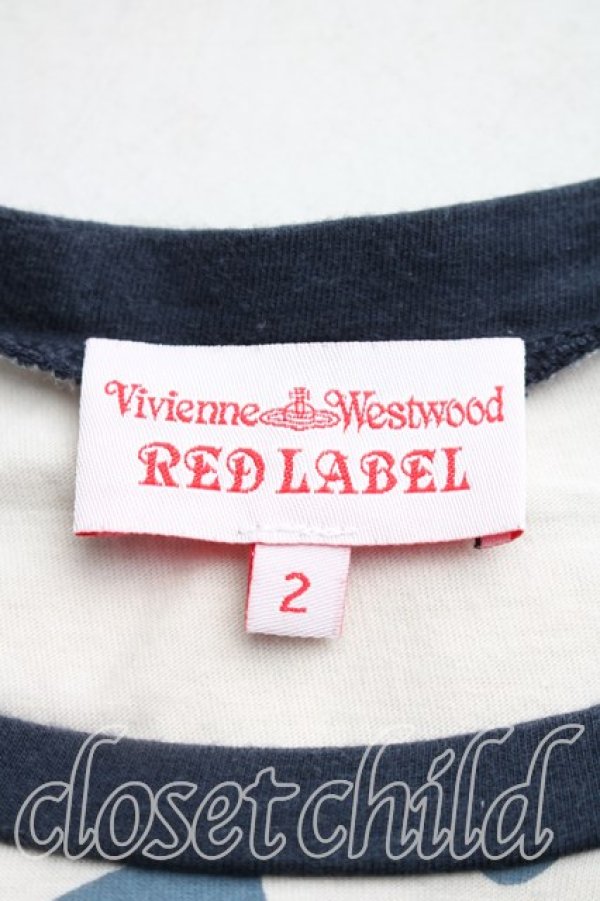 Vivienne Westwood
RED LABEL
2
closetchild